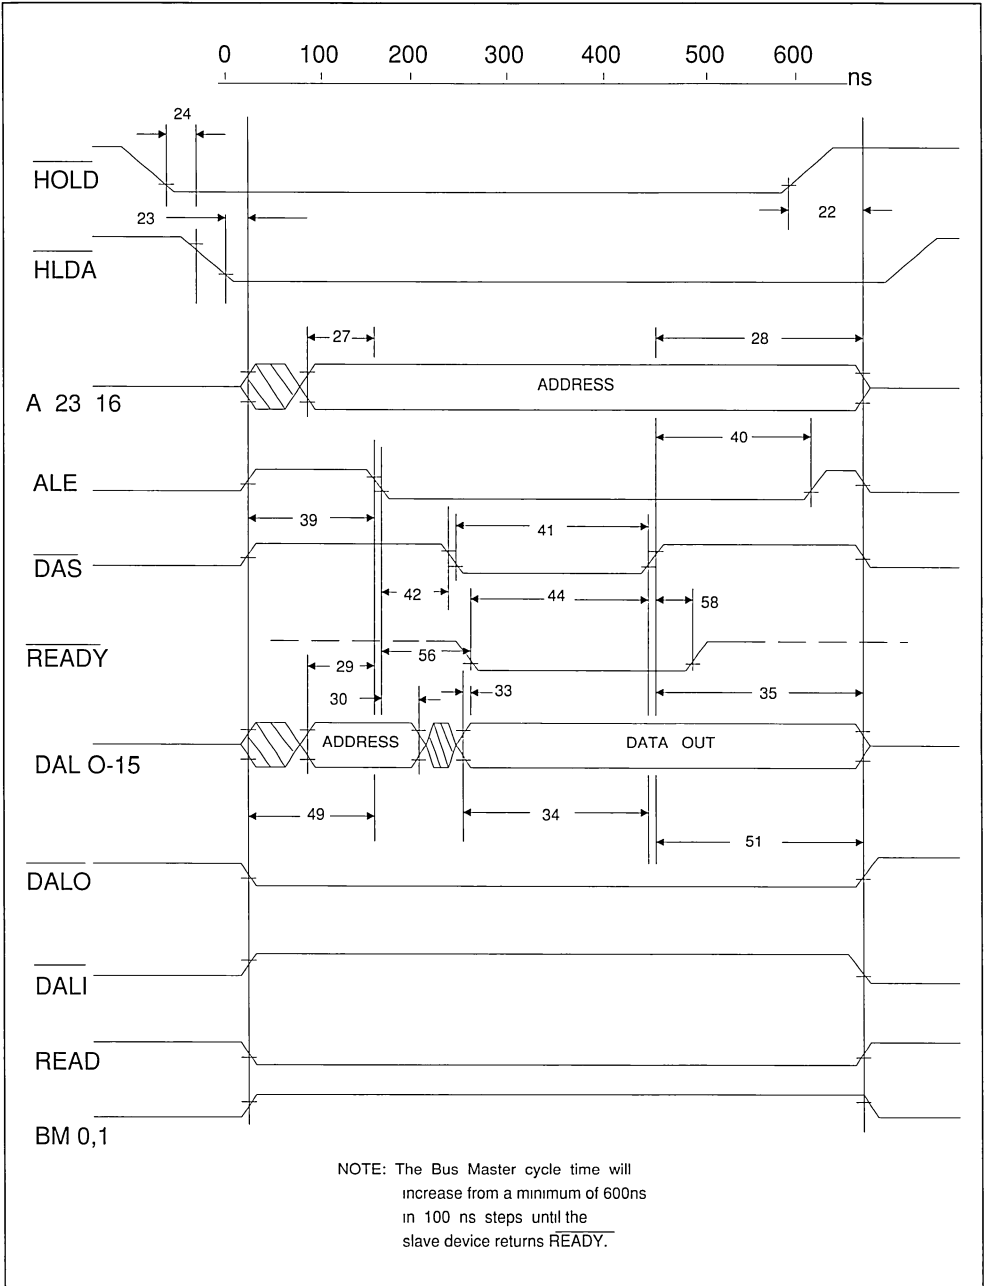 0 100 200 300 400 500 600
ns
24
HOLD
23 22
HLDA
27 28
ADDRESS
A 23 16
40
ALE
39 41
DAS
42 44 58
READY
56
29
30 33 35
ADDRESS DATA OUT
DAL O-15
49 34
51
DALO
DALI
READ
BM 0,1
NOTE: The Bus Master cycle time will
increase from a minimum of 600ns
in 100 ns steps until the
slave device returns READY.